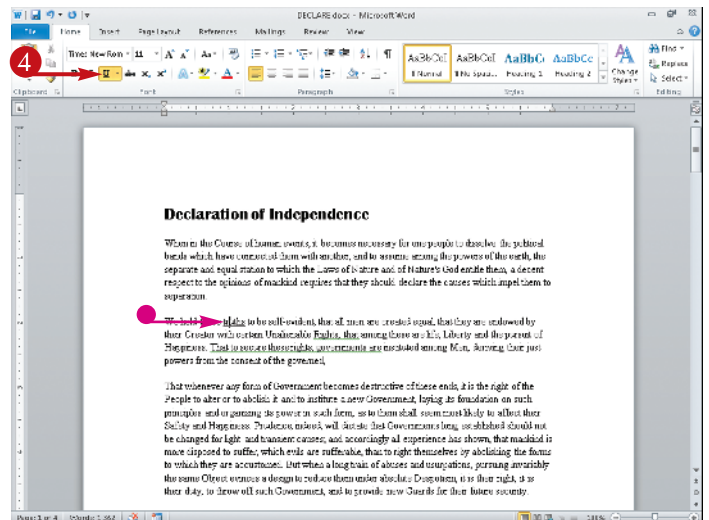 DECLARE.docx - Microsoft Word
File Home Insert Page Layout References Mailings Review View
Times New Rom 11 A A Aa
Find
AaBbCcI AaBbCcI AaBbC AaBbCc
Replace
4
U abc x, x² A A
¶ Normal ¶ No Spaci... Heading 1 Heading 2
Change
Styles
Select
Clipboard Font Paragraph Styles Editing
Declaration of Independence
When in the Course of human events, it becomes necessary for one people to dissolve the political
bands which have connected them with another, and to assume among the powers of the earth, the
separate and equal station to which the Laws of Nature and of Nature's God entitle them, a decent
respect to the opinions of mankind requires that they should declare the causes which impel them to
separation.
We hold truths to be self-evident, that all men are created equal, that they are endowed by
their Creator with certain Unalienable Rights, that among these are life, Liberty and the pursuit of
Happiness. That to secure these rights, governments are instituted among Men, deriving their just
powers from the consent of the governed,
That whenever any form of Government becomes destructive of these ends, it is the right of the
People to alter or to abolish it and to institute a new Government, laying its foundation on such
principles and organizing its power in such form, as to them shall seem most likely to affect their
Safety and Happiness. Prudence indeed, will dictate that Governments long established should not
be changed for light and transient causes; and accordingly all experience has shown, that mankind is
more disposed to suffer, which evils are sufferable, than to right themselves by abolishing the forms
to which they are accustomed. But when a long train of abuses and usurpations, pursuing invariably
the same Object evinces a design to reduce them under absolute Despotism, it is their right, it is
their duty, to throw off such Government, and to provide new Guards for their future security.
Page: 1 of 4 Words: 1,362